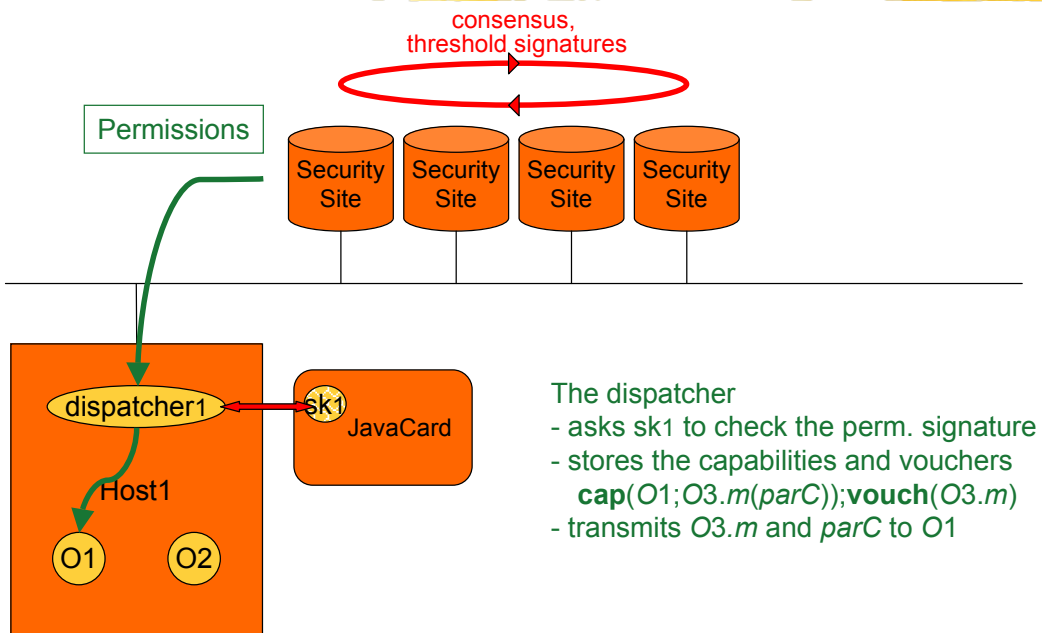 consensus,
threshold signatures
Permissions
Security
Site
Security
Site
Security
Site
Security
Site
dispatcher1
sk1
JavaCard
Host1
O1
O2
The dispatcher
- asks sk1 to check the perm. signature
- stores the capabilities and vouchers
cap(O1;O3.m(parC));vouch(O3.m)
- transmits O3.m and parC to O1